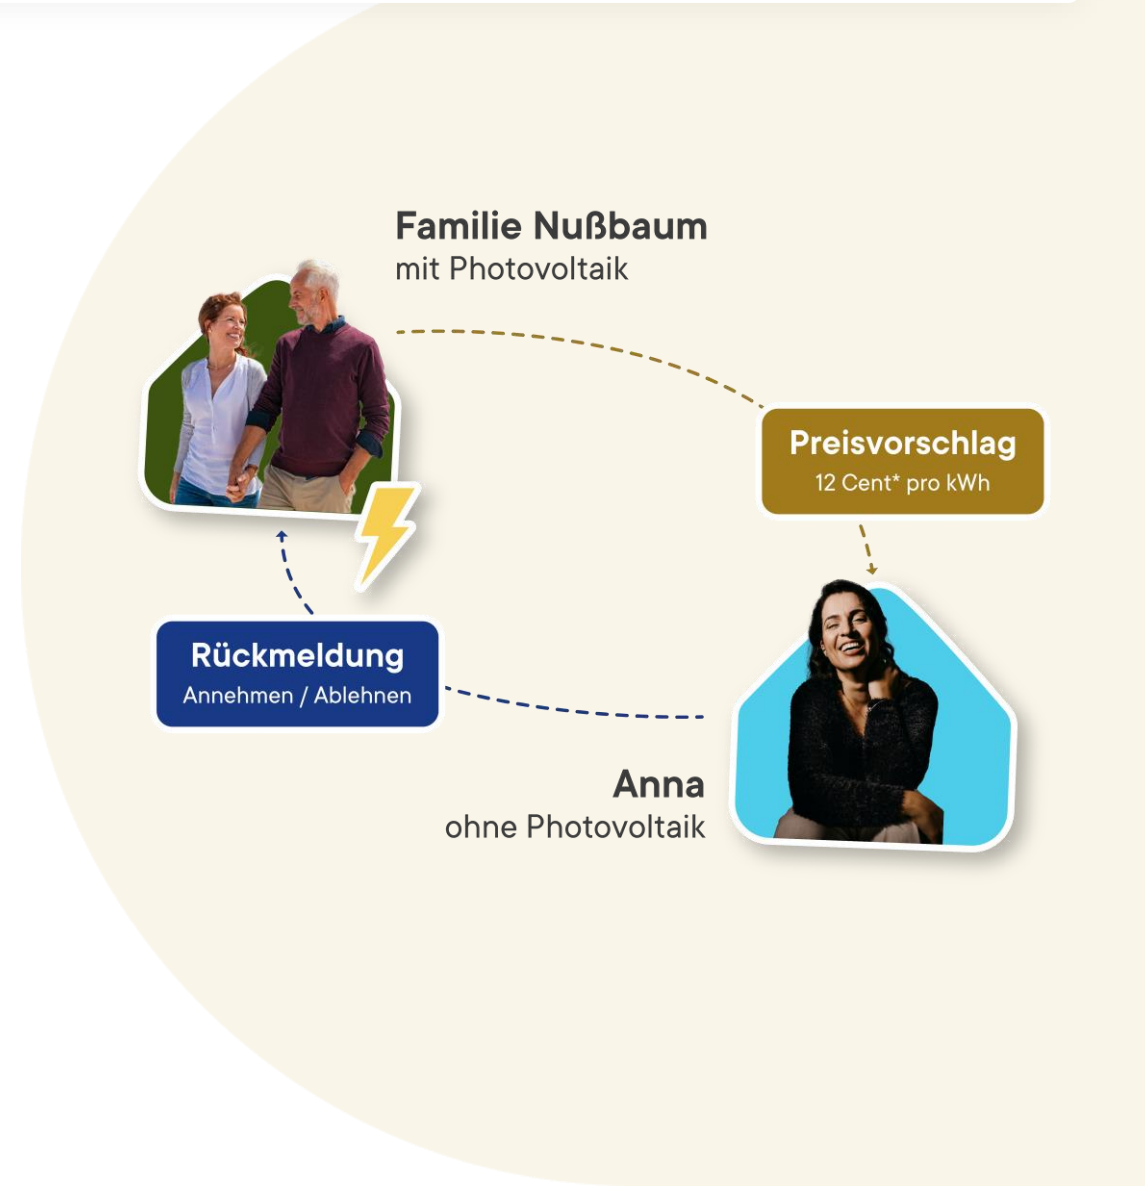 Familie Nußbaum
mit Photovoltaik
Preisvorschlag
12 Cent* pro kWh
Rückmeldung
Annehmen / Ablehnen
Anna
ohne Photovoltaik